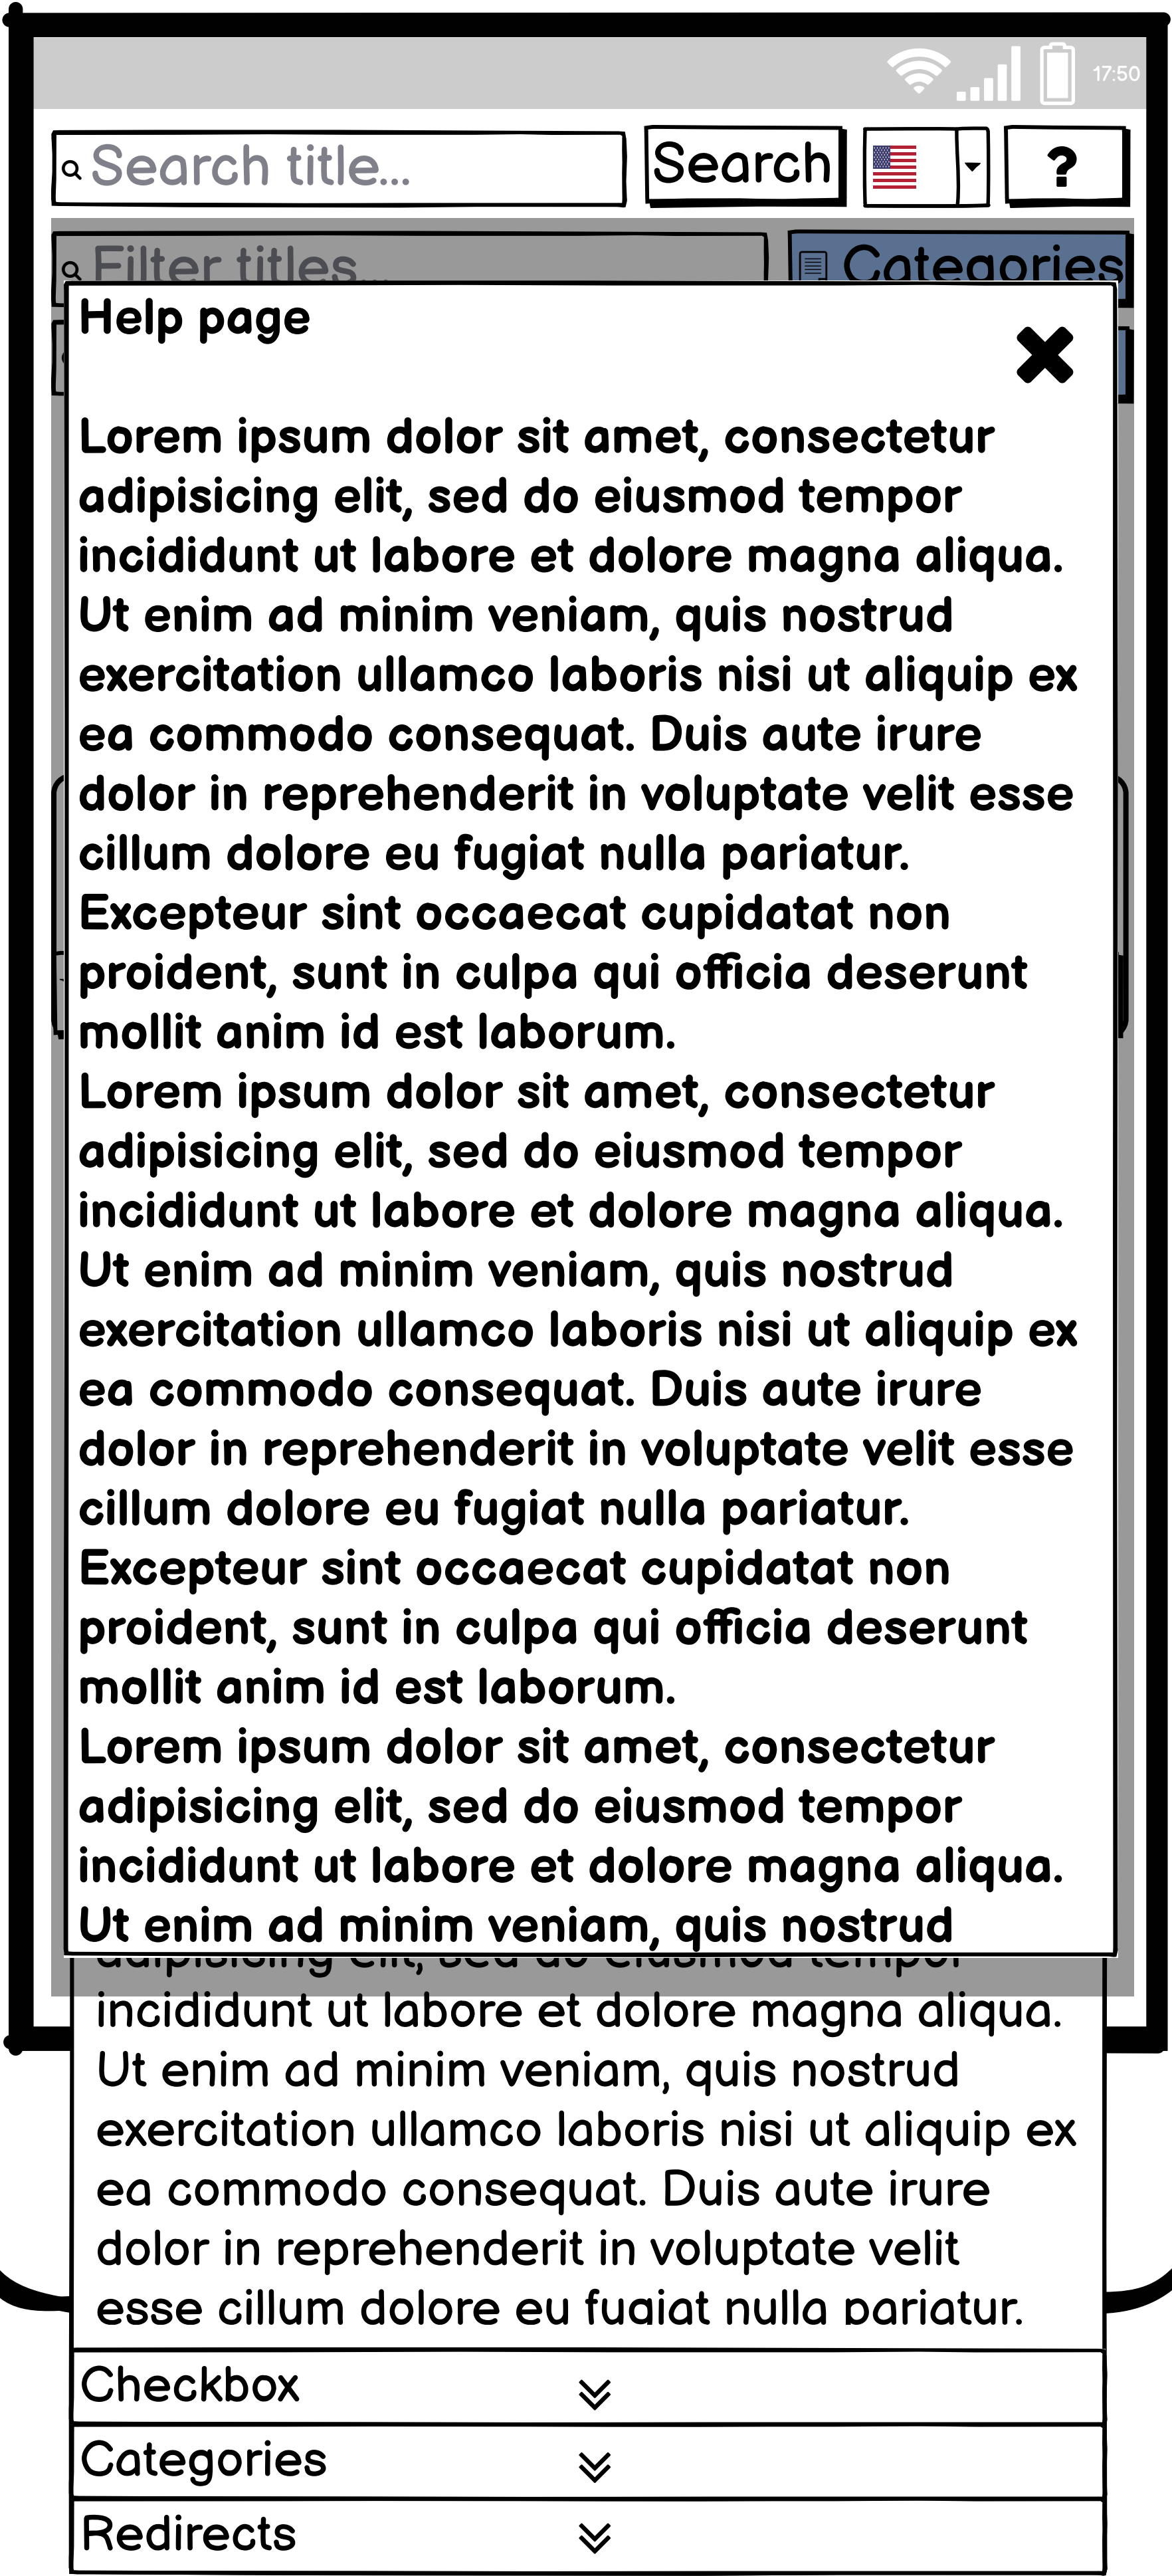 17:50
Search title...
Search
?
Filter titles...
Categories
Help page
Lorem ipsum dolor sit amet, consectetur
adipisicing elit, sed do eiusmod tempor
incididunt ut labore et dolore magna aliqua.
Ut enim ad minim veniam, quis nostrud
exercitation ullamco laboris nisi ut aliquip ex
ea commodo consequat. Duis aute irure
dolor in reprehenderit in voluptate velit esse
cillum dolore eu fugiat nulla pariatur.
Excepteur sint occaecat cupidatat non
proident, sunt in culpa qui officia deserunt
mollit anim id est laborum.
Lorem ipsum dolor sit amet, consectetur
adipisicing elit, sed do eiusmod tempor
incididunt ut labore et dolore magna aliqua.
Ut enim ad minim veniam, quis nostrud
exercitation ullamco laboris nisi ut aliquip ex
ea commodo consequat. Duis aute irure
dolor in reprehenderit in voluptate velit esse
cillum dolore eu fugiat nulla pariatur.
Excepteur sint occaecat cupidatat non
proident, sunt in culpa qui officia deserunt
mollit anim id est laborum.
Lorem ipsum dolor sit amet, consectetur
adipisicing elit, sed do eiusmod tempor
incididunt ut labore et dolore magna aliqua.
Ut enim ad minim veniam, quis nostrud
adipisicing elit, sed do eiusmod tempor
incididunt ut labore et dolore magna aliqua.
Ut enim ad minim veniam, quis nostrud
exercitation ullamco laboris nisi ut aliquip ex
ea commodo consequat. Duis aute irure
dolor in reprehenderit in voluptate velit
esse cillum dolore eu fugiat nulla pariatur.
Checkbox
Categories
Redirects